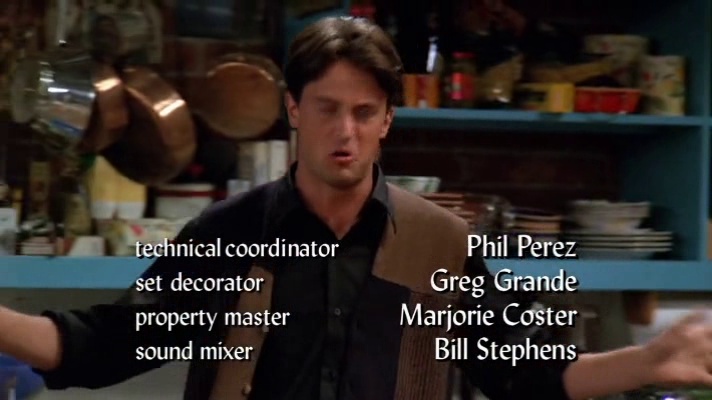 technical coordinator Phil Perez
set decorator Greg Grande
property master Marjorie Coster
sound mixer Bill Stephens